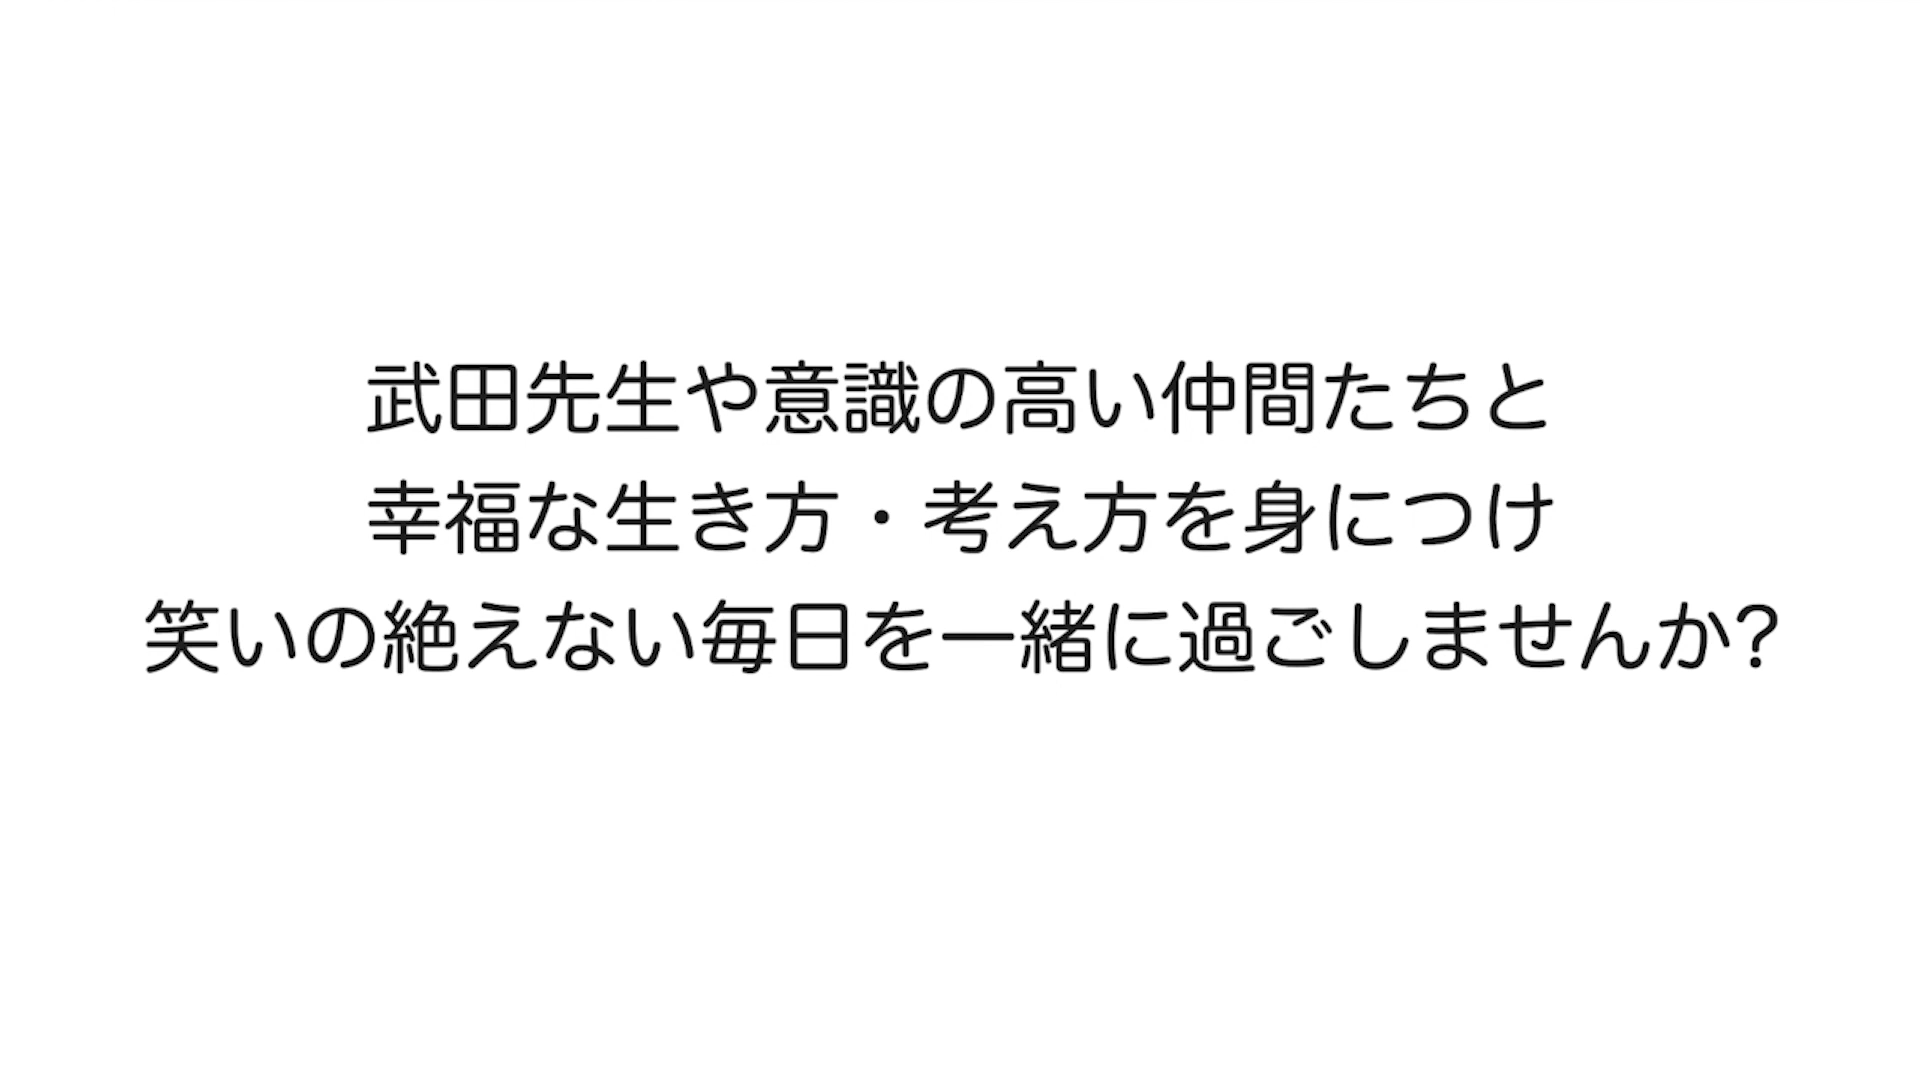 武田先生や意識の高い仲間たちと
幸福な生き方・考え方を身につけ
笑いの絶えない毎日を一緒に過ごしませんか?